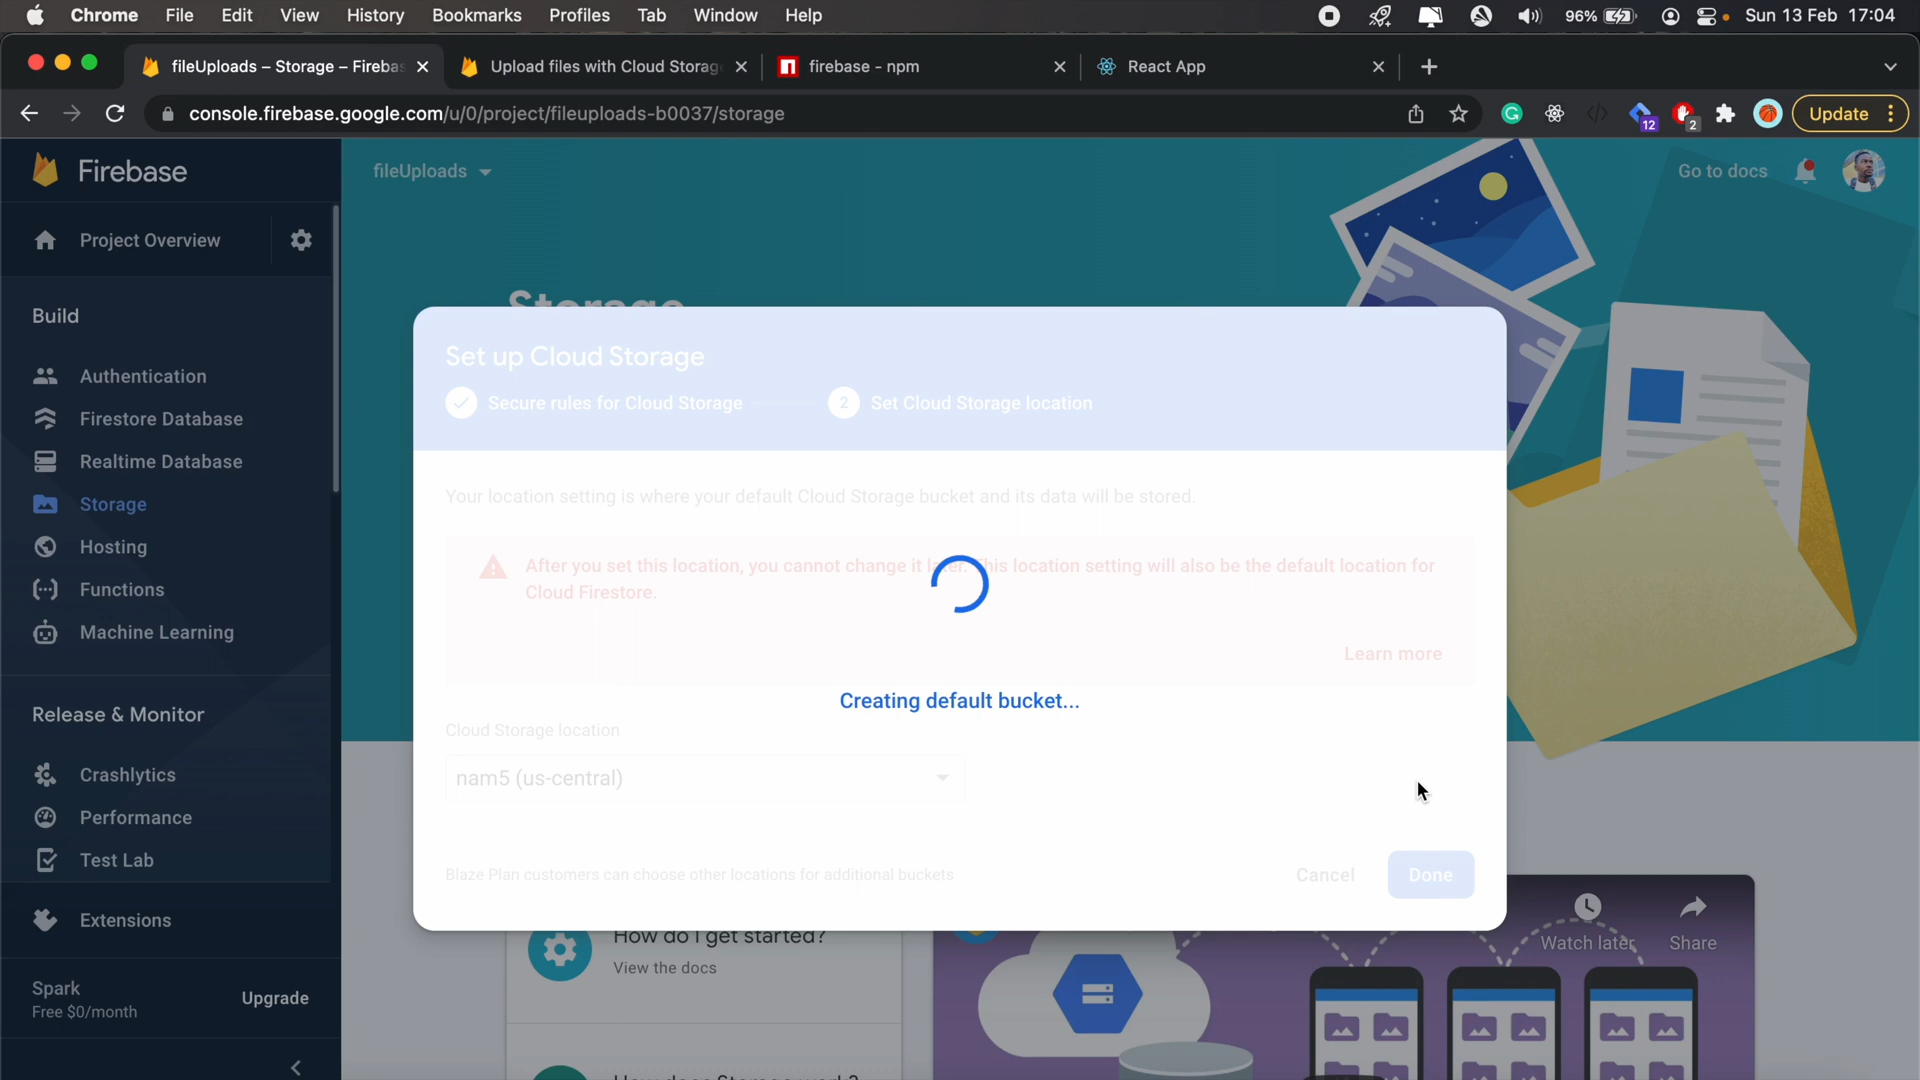 Chrome File Edit View History Bookmarks Profiles Tab Window Help 96% Sun 13 Feb 17:04
fileUploads – Storage – Fireba Upload files with Cloud Storag firebase - npm React App
console.firebase.google.com/u/0/project/fileuploads-b0037/storage 12 2 Update
Firebase
fileUploads Go to docs
Project Overview
Storage
Build
Authentication
Firestore Database
Realtime Database
Storage
Hosting
Functions
Machine Learning
Release & Monitor
Crashlytics
Performance
Test Lab
Extensions
Spark
Free $0/month
Upgrade
Set up Cloud Storage
Secure rules for Cloud Storage 2 Set Cloud Storage location
Your location setting is where your default Cloud Storage bucket and its data will be stored.
After you set this location, you cannot change it later. This location setting will also be the default location for
Cloud Firestore.
Learn more
Creating default bucket...
Cloud Storage location
nam5 (us-central)
Blaze Plan customers can choose other locations for additional buckets
Cancel Done
How do I get started?
View the docs
Watch later Share